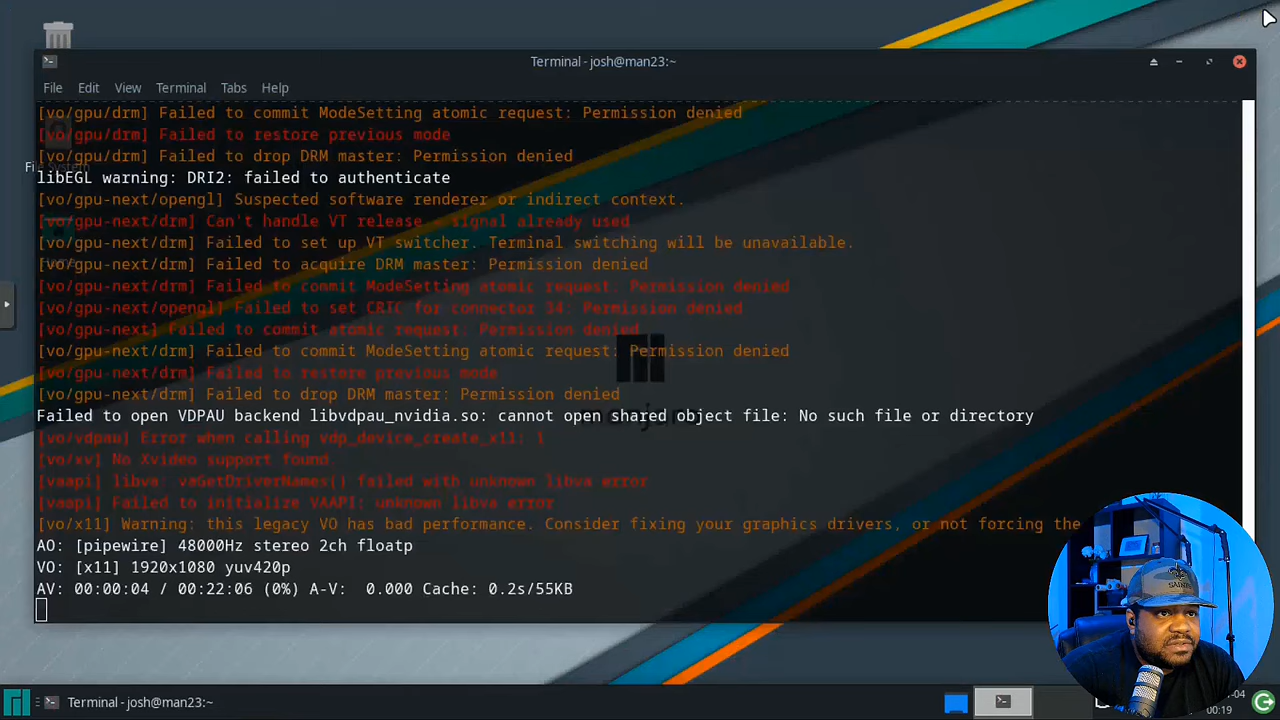 Terminal - josh@man23:~
File Edit View Terminal Tabs Help
[vo/gpu/drm] Failed to commit ModeSetting atomic request: Permission denied
[vo/gpu/drm] Failed to restore previous mode
[vo/gpu/drm] Failed to drop DRM master: Permission denied
libEGL warning: DRI2: failed to authenticate
[vo/gpu-next/opengl] Suspected software renderer or indirect context.
[vo/gpu-next/drm] Can't handle VT release - signal already used
[vo/gpu-next/drm] Failed to set up VT switcher. Terminal switching will be unavailable.
[vo/gpu-next/drm] Failed to acquire DRM master: Permission denied
[vo/gpu-next/drm] Failed to commit ModeSetting atomic request: Permission denied
[vo/gpu-next/opengl] Failed to set CRTC for connector 34: Permission denied
[vo/gpu-next] Failed to commit atomic request: Permission denied
[vo/gpu-next/drm] Failed to commit ModeSetting atomic request: Permission denied
[vo/gpu-next/drm] Failed to restore previous mode
[vo/gpu-next/drm] Failed to drop DRM master: Permission denied
Failed to open VDPAU backend libvdpau_nvidia.so: cannot open shared object file: No such file or directory
[vo/vdpau] Error when calling vdp_device_create_x11: 1
[vo/xv] No Xvideo support found.
[vaapi] libva: vaGetDriverNames() failed with unknown libva error
[vaapi] Failed to initialize VAAPI: unknown libva error
[vo/x11] Warning: this legacy VO has bad performance. Consider fixing your graphics drivers, or not forcing the
AO: [pipewire] 48000Hz stereo 2ch floatp
VO: [x11] 1920x1080 yuv420p
AV: 00:00:04 / 00:22:06 (0%) A-V: 0.000 Cache: 0.2s/55KB
Terminal - josh@man23:~
-04
00:19